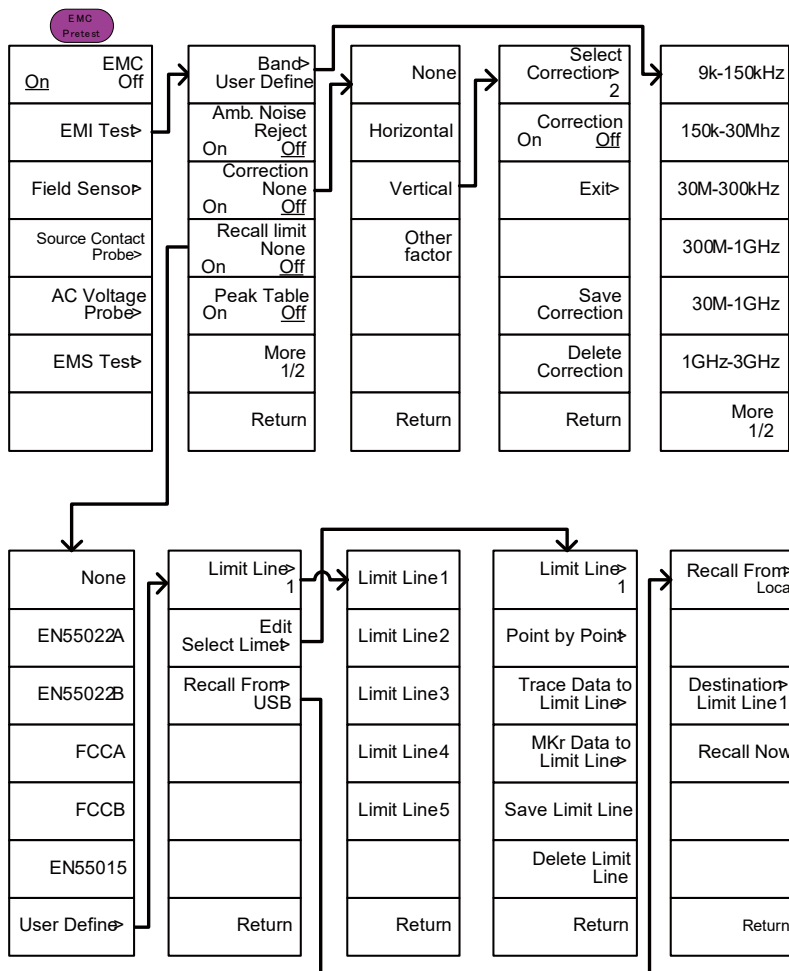 EMC
Pretest
EMC
On Off
EMI Test>
Field Sensor>
Source Contact
Probe>
AC Voltage
Probe>
EMS Test>
Band>
User Define
Amb. Noise
Reject
On Off
Correction
None
On Off
Recall limit
None
On Off
Peak Table
On Off
More
1/2
Return
None
Horizontal
Vertical
Other
factor
Return
Select
Correction>
2
Correction
On Off
Exit>
Save
Correction
Delete
Correction
Return
9k-150kHz
150k-30Mhz
30M-300kHz
300M-1GHz
30M-1GHz
1GHz-3GHz
More
1/2
None
EN55022A
EN55022B
FCCA
FCCB
EN55015
User Define>
Limit Line>
1
Edit
Select Limet>
Recall From>
USB
Return
Limit Line1
Limit Line2
Limit Line3
Limit Line4
Limit Line5
Return
Limit Line>
1
Point by Point>
Trace Data to
Limit Line>
MKr Data to
Limit Line>
Save Limit Line
Delete Limit
Line
Return
Recall From>
Loca
Destination>
Limit Line1
Recall Now
Return